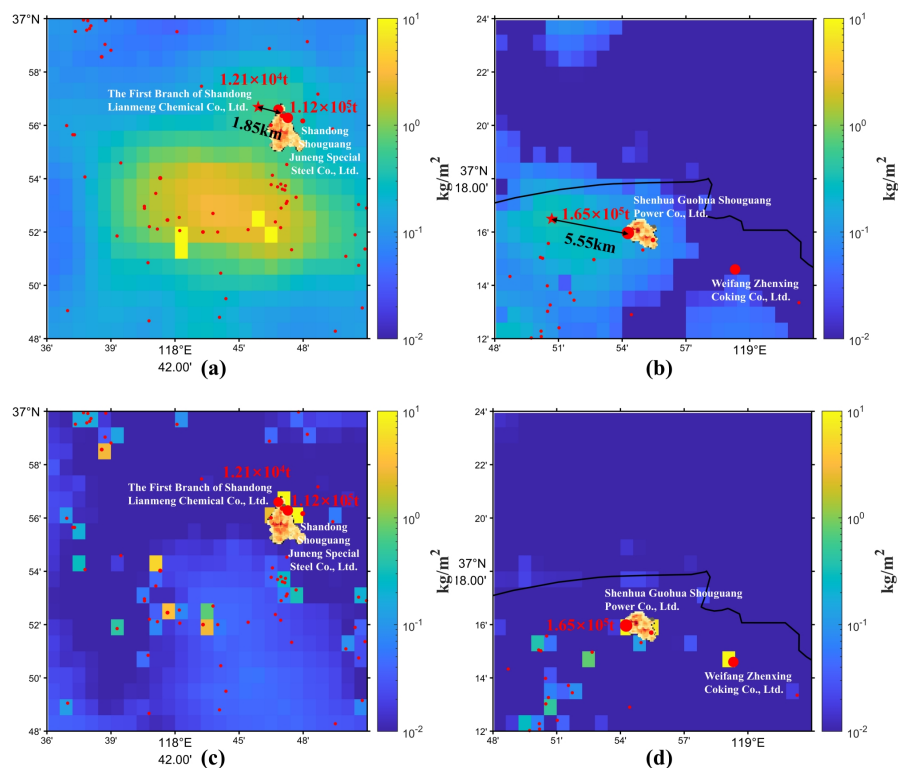 37°N
58'
56'
54'
52'
50'
48'
36'
39'
118°E
42.00'
45'
48'
1.21×10⁴t
The First Branch of Shandong
Lianmeng Chemical Co., Ltd.
1.12×10⁵t
1.85km
Shandong
Shouguang
Juneng Special
Steel Co., Ltd.
10¹
10⁰
10⁻¹
10⁻²
kg/m²
(a)
24'
22'
20'
37°N
18.00'
16'
14'
12'
48'
51'
54'
57'
119°E
Shenhua Guohua Shouguang
Power Co., Ltd.
1.65×10⁵t
5.55km
Weifang Zhenxing
Coking Co., Ltd.
10¹
10⁰
10⁻¹
10⁻²
kg/m²
(b)
37°N
58'
56'
54'
52'
50'
48'
36'
39'
118°E
42.00'
45'
48'
1.21×10⁴t
The First Branch of Shandong
Lianmeng Chemical Co., Ltd.
1.12×10⁵t
Shandong
Shouguang
Juneng Special
Steel Co., Ltd.
10¹
10⁰
10⁻¹
10⁻²
kg/m²
(c)
24'
22'
20'
37°N
18.00'
16'
14'
12'
48'
51'
54'
57'
119°E
Shenhua Guohua Shouguang
Power Co., Ltd.
1.65×10⁵t
Weifang Zhenxing
Coking Co., Ltd.
10¹
10⁰
10⁻¹
10⁻²
kg/m²
(d)